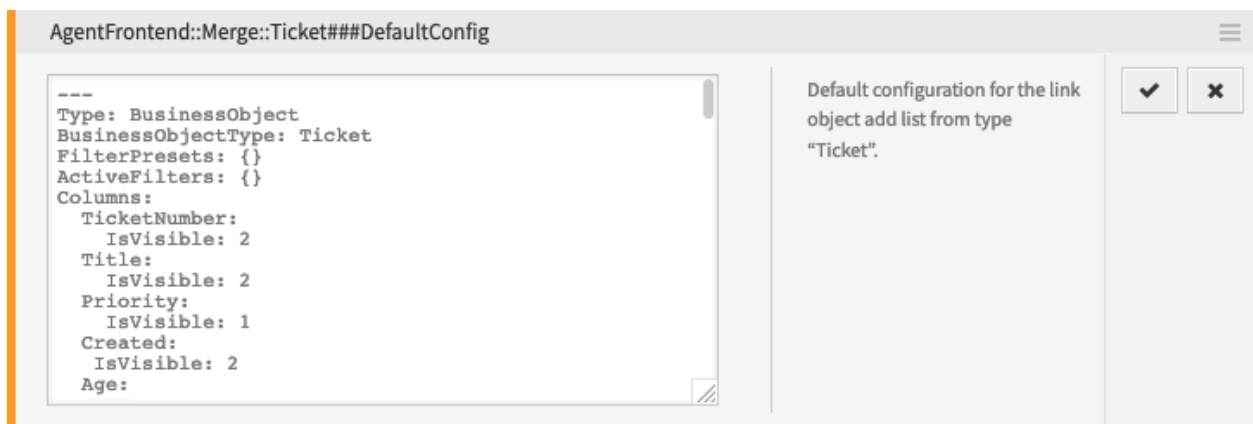 AgentFrontend::Merge::Ticket###DefaultConfig
---
Type: BusinessObject
BusinessObjectType: Ticket
FilterPresets: {}
ActiveFilters: {}
Columns:
  TicketNumber:
    IsVisible: 2
  Title:
    IsVisible: 2
  Priority:
    IsVisible: 1
  Created:
   IsVisible: 2
  Age:
Default configuration for the link
object add list from type
“Ticket”.